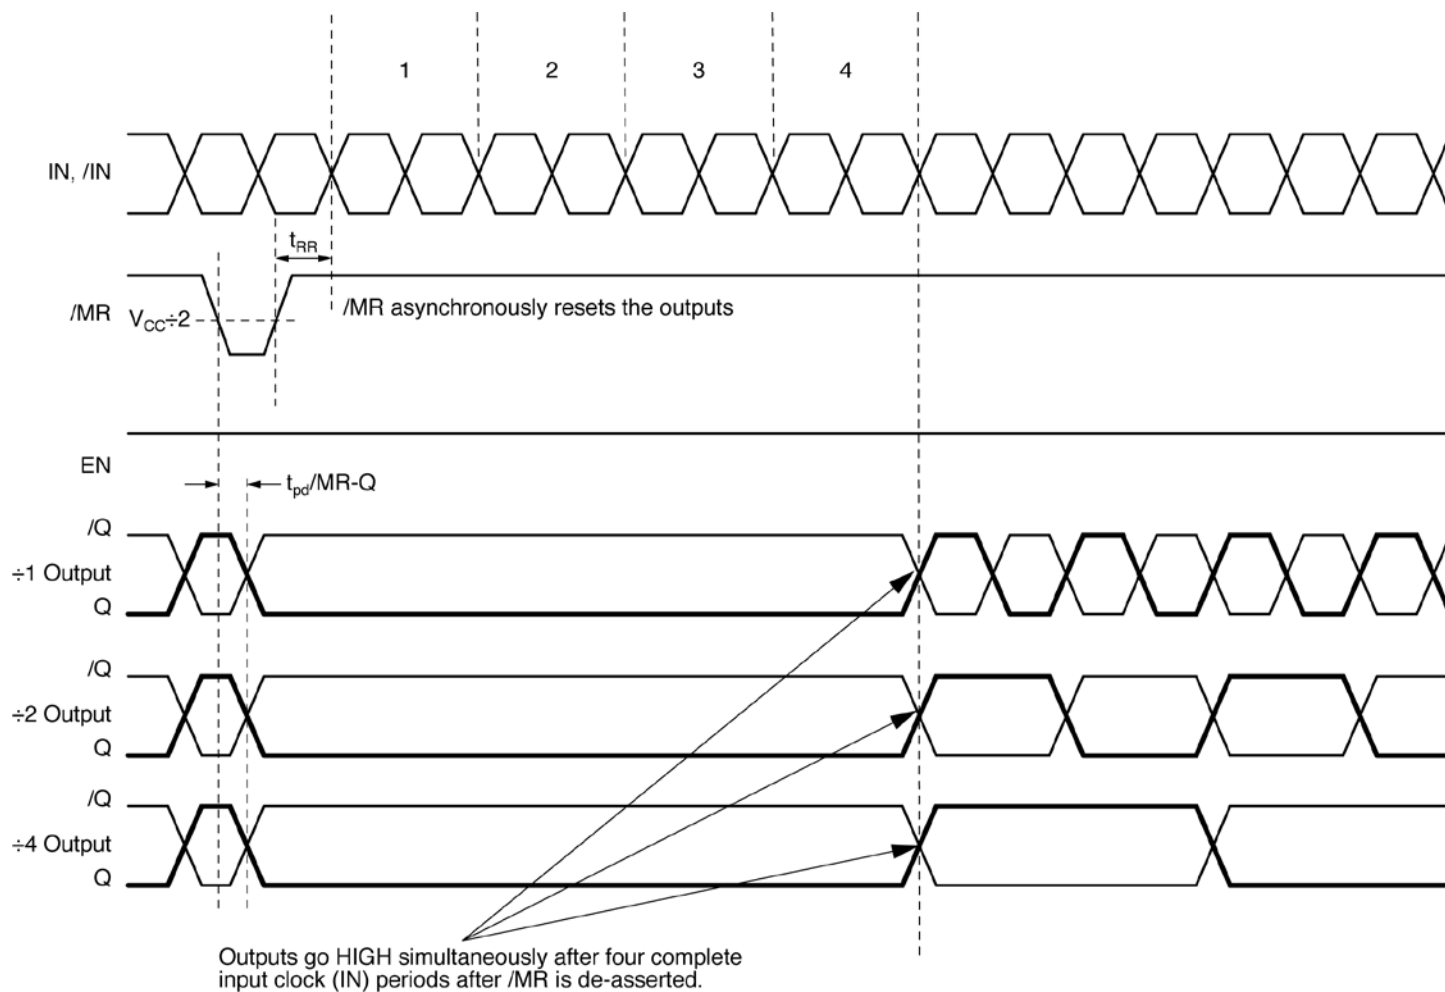 1 2 3 4
IN, /IN
tRR
/MR
VCC÷2
/MR asynchronously resets the outputs
EN
tpd/MR-Q
/Q
÷1 Output
Q
/Q
÷2 Output
Q
/Q
÷4 Output
Q
Outputs go HIGH simultaneously after four complete
input clock (IN) periods after /MR is de-asserted.